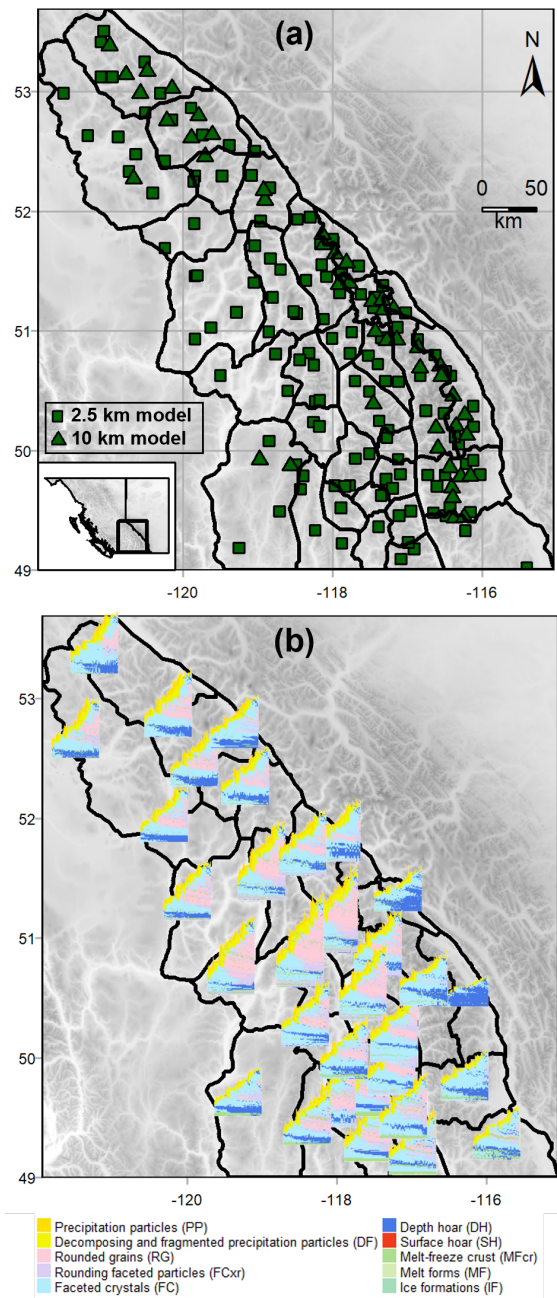 (a)
N
53
0 50
km
52
51
2.5 km model
10 km model
50
49
-120 -118 -116
(b)
53
52
51
50
49
-120 -118 -116
Precipitation particles (PP)
Decomposing and fragmented precipitation particles (DF)
Rounded grains (RG)
Rounding faceted particles (FCxr)
Faceted crystals (FC)
Depth hoar (DH)
Surface hoar (SH)
Melt-freeze crust (MFcr)
Melt forms (MF)
Ice formations (IF)